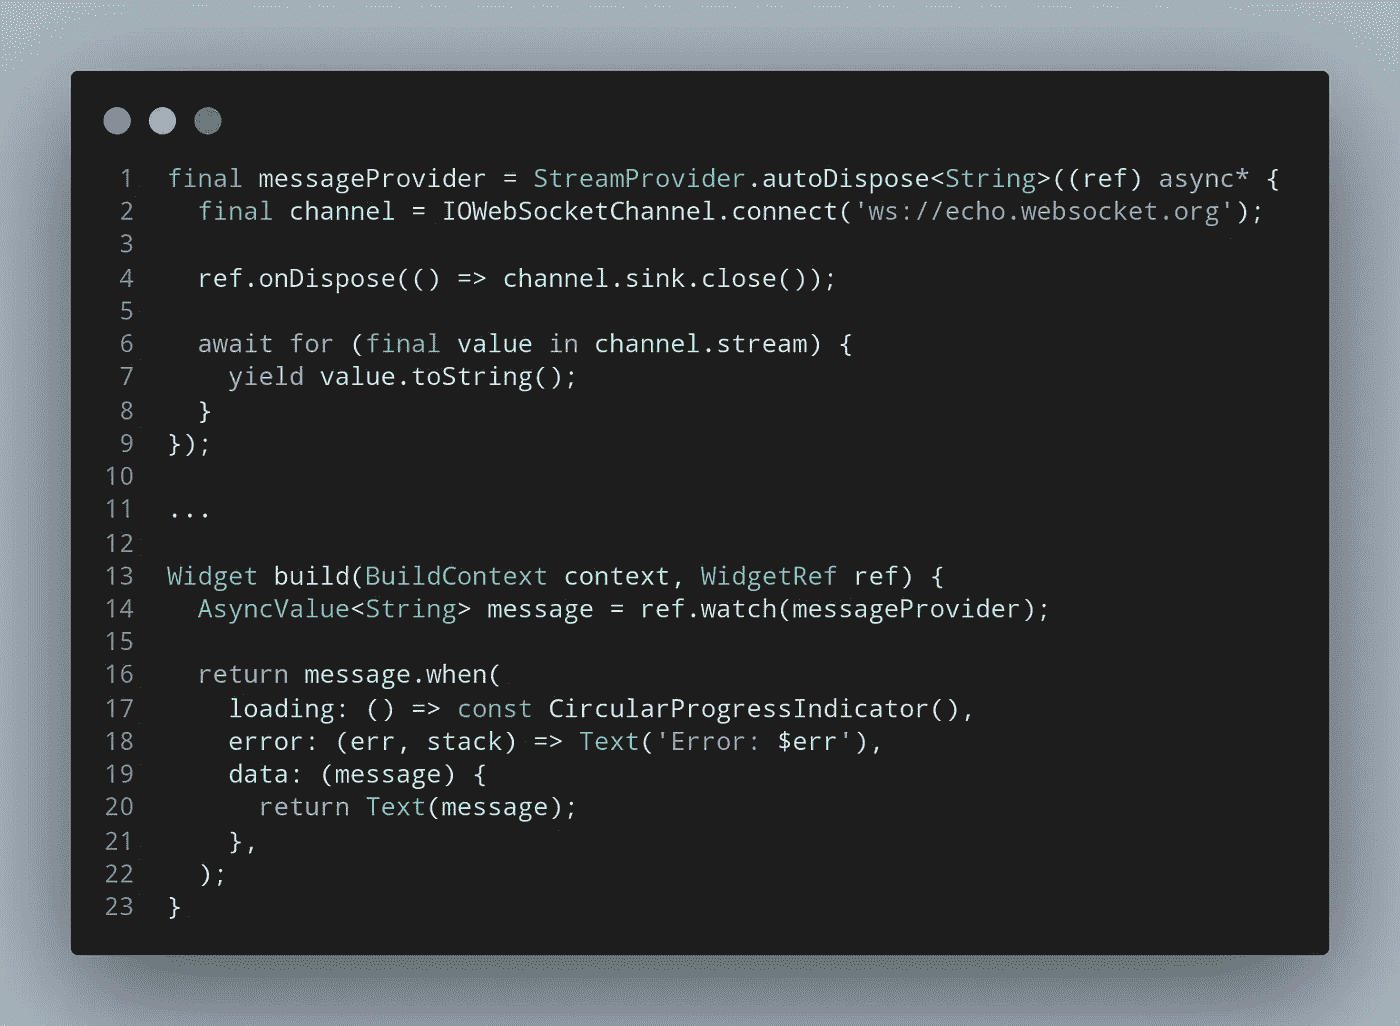 1 final messageProvider = StreamProvider.autoDispose<String>((ref) async* {
2   final channel = IOWebSocketChannel.connect('ws://echo.websocket.org');
3
4   ref.onDispose(() => channel.sink.close());
5
6   await for (final value in channel.stream) {
7     yield value.toString();
8   }
9 });
10
11 ...
12
13 Widget build(BuildContext context, WidgetRef ref) {
14   AsyncValue<String> message = ref.watch(messageProvider);
15
16   return message.when(
17     loading: () => const CircularProgressIndicator(),
18     error: (err, stack) => Text('Error: $err'),
19     data: (message) {
20       return Text(message);
21     },
22   );
23 }